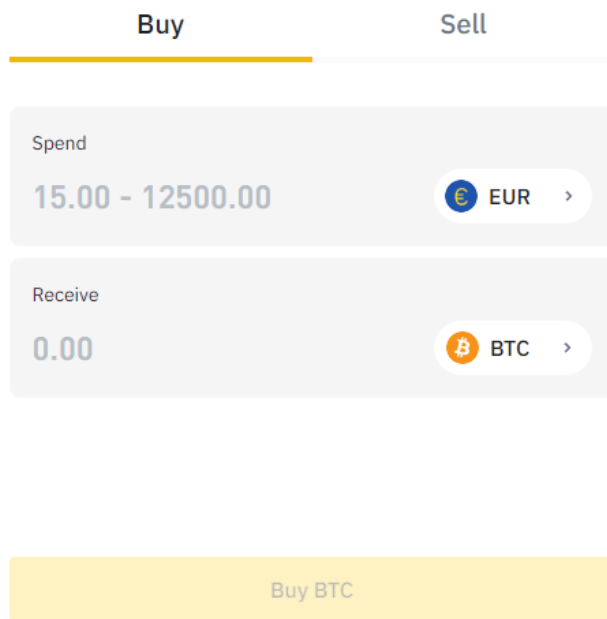 Buy Sell
Spend
15.00 - 12500.00
€ EUR >
Receive
0.00
₿ BTC >
Buy BTC